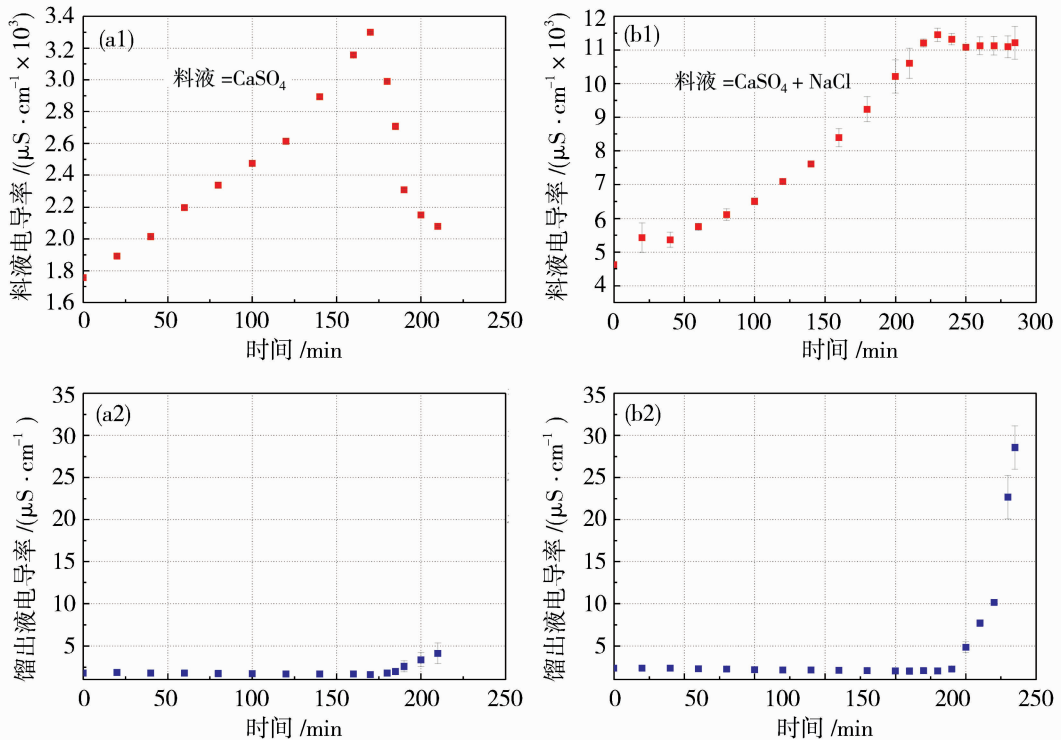 (a1)
料液 =CaSO₄
料液电导率 /(μS · cm⁻¹ × 10³)
3.4
3.2
3.0
2.8
2.6
2.4
2.2
2.0
1.8
1.6
0 50 100 150 200 250
时间 /min
(b1)
料液 =CaSO₄ + NaCl
料液电导率 /(μS · cm⁻¹ × 10³)
12
11
10
9
8
7
6
5
4
0 50 100 150 200 250 300
时间 /min
(a2)
馏出液电导率 /(μS · cm⁻¹ )
35
30
25
20
15
10
5
0 50 100 150 200 250
时间 /min
(b2)
馏出液电导率 /(μS · cm⁻¹ )
35
30
25
20
15
10
5
0 50 100 150 200 250 300
时间 /min